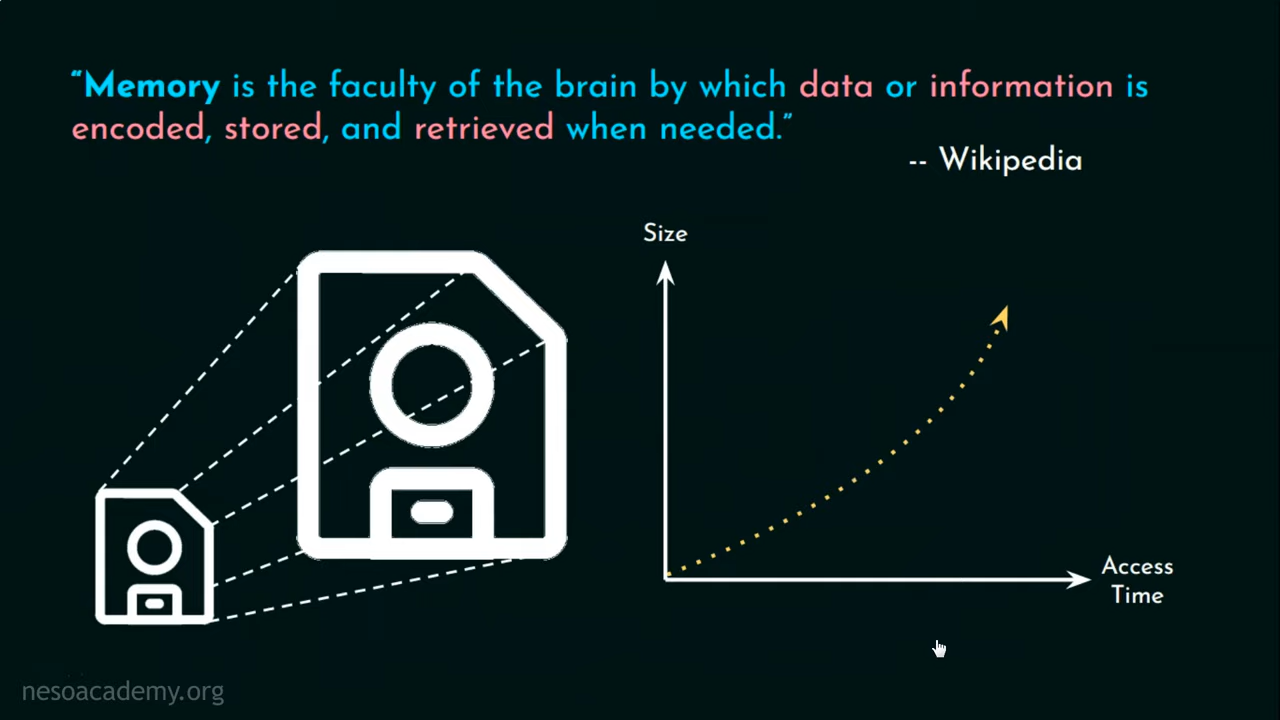 “Memory is the faculty of the brain by which data or information is
encoded, stored, and retrieved when needed.”
-- Wikipedia
Size
Access
Time
nesoacademy.org